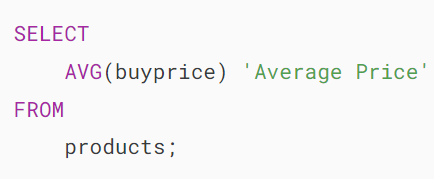 SELECT
    AVG(buyprice) 'Average Price'
FROM
    products;